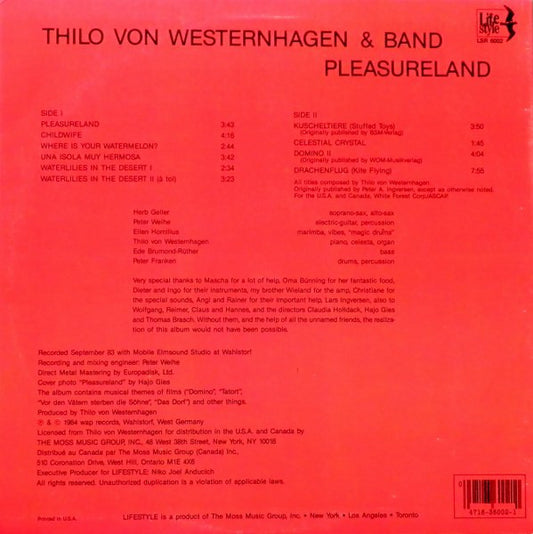 THILO VON WESTERNHAGEN & BAND
PLEASURELAND
Life style
LSR 6002
SIDE I
PLEASURELAND 3:43
CHILDWIFE 4:16
WHERE IS YOUR WATERMELON? 2:44
UNA ISOLA MUY HERMOSA 3:42
WATERLILIES IN THE DESERT I 2:34
WATERLILIES IN THE DESERT II (à toi) 3:23
SIDE II
KUSCHELTIERE (Stuffed Toys) 3:50
(Originally published by BSM-Verlag)
CELESTIAL CRYSTAL 1:45
DOMINO II 4:04
(Originally published by WOM-Musikverlag)
DRACHENFLUG (Kite Flying) 7:55
All titles composed by Thilo von Westernhagen.
Originally published by Peter A. Ingwersen, except as otherwise noted.
For the U.S.A. and Canada, White Forest Corp/ASCAP.
Herb Geller soprano-sax, alto-sax
Peter Weihe electric-guitar, percussion
Ellen Hornilius marimba, vibes, "magic drums"
Thilo von Westernhagen piano, celesta, organ
Ede Brumond-Rüther bass
Peter Franken drums, percussion
Very special thanks to Mascha for a lot of help, Oma Bünning for her fantastic food,
Dieter and Ingo for their instruments, my brother Wieland for the amp, Christiane for
the special sounds, Angi and Rainer for their important help, Lars Ingversen, also to
Wolfgang, Reimer, Claus and Hannes, and the directors Claudia Holldack, Hajo Gies
and Thomas Brasch. Without them, and the help of all the unnamed friends, the realiza-
tion of this album would not have been possible.
Recorded September 83 with Mobile Elmsound Studio at Wahlstorf
Recording and mixing engineer: Peter Weihe
Direct Metal Mastering by Europadisk, Ltd.
Cover photo "Pleasureland" by Hajo Gies
The album contains musical themes of films ("Domino", "Tatort",
"Vor den Vätern sterben die Söhne", "Das Dorf") and other things.
Produced by Thilo von Westernhagen
℗ & © 1984 wap records, Wahlstorf, West Germany
Licensed from Thilo von Westernhagen for distribution in the U.S.A. and Canada by
THE MOSS MUSIC GROUP, INC., 48 West 38th Street, New York, NY 10018
Distribué au Canada par The Moss Music Group (Canada) Inc.,
510 Coronation Drive, West Hill, Ontario M1E 4X6
Executive Producer for LIFESTYLE: Niko Joel Anducich
All rights reserved. Unauthorized duplication is a violation of applicable laws.
0 4716-36002-1
Printed in U.S.A.
LIFESTYLE is a product of The Moss Music Group, Inc. • New York • Los Angeles • Toronto